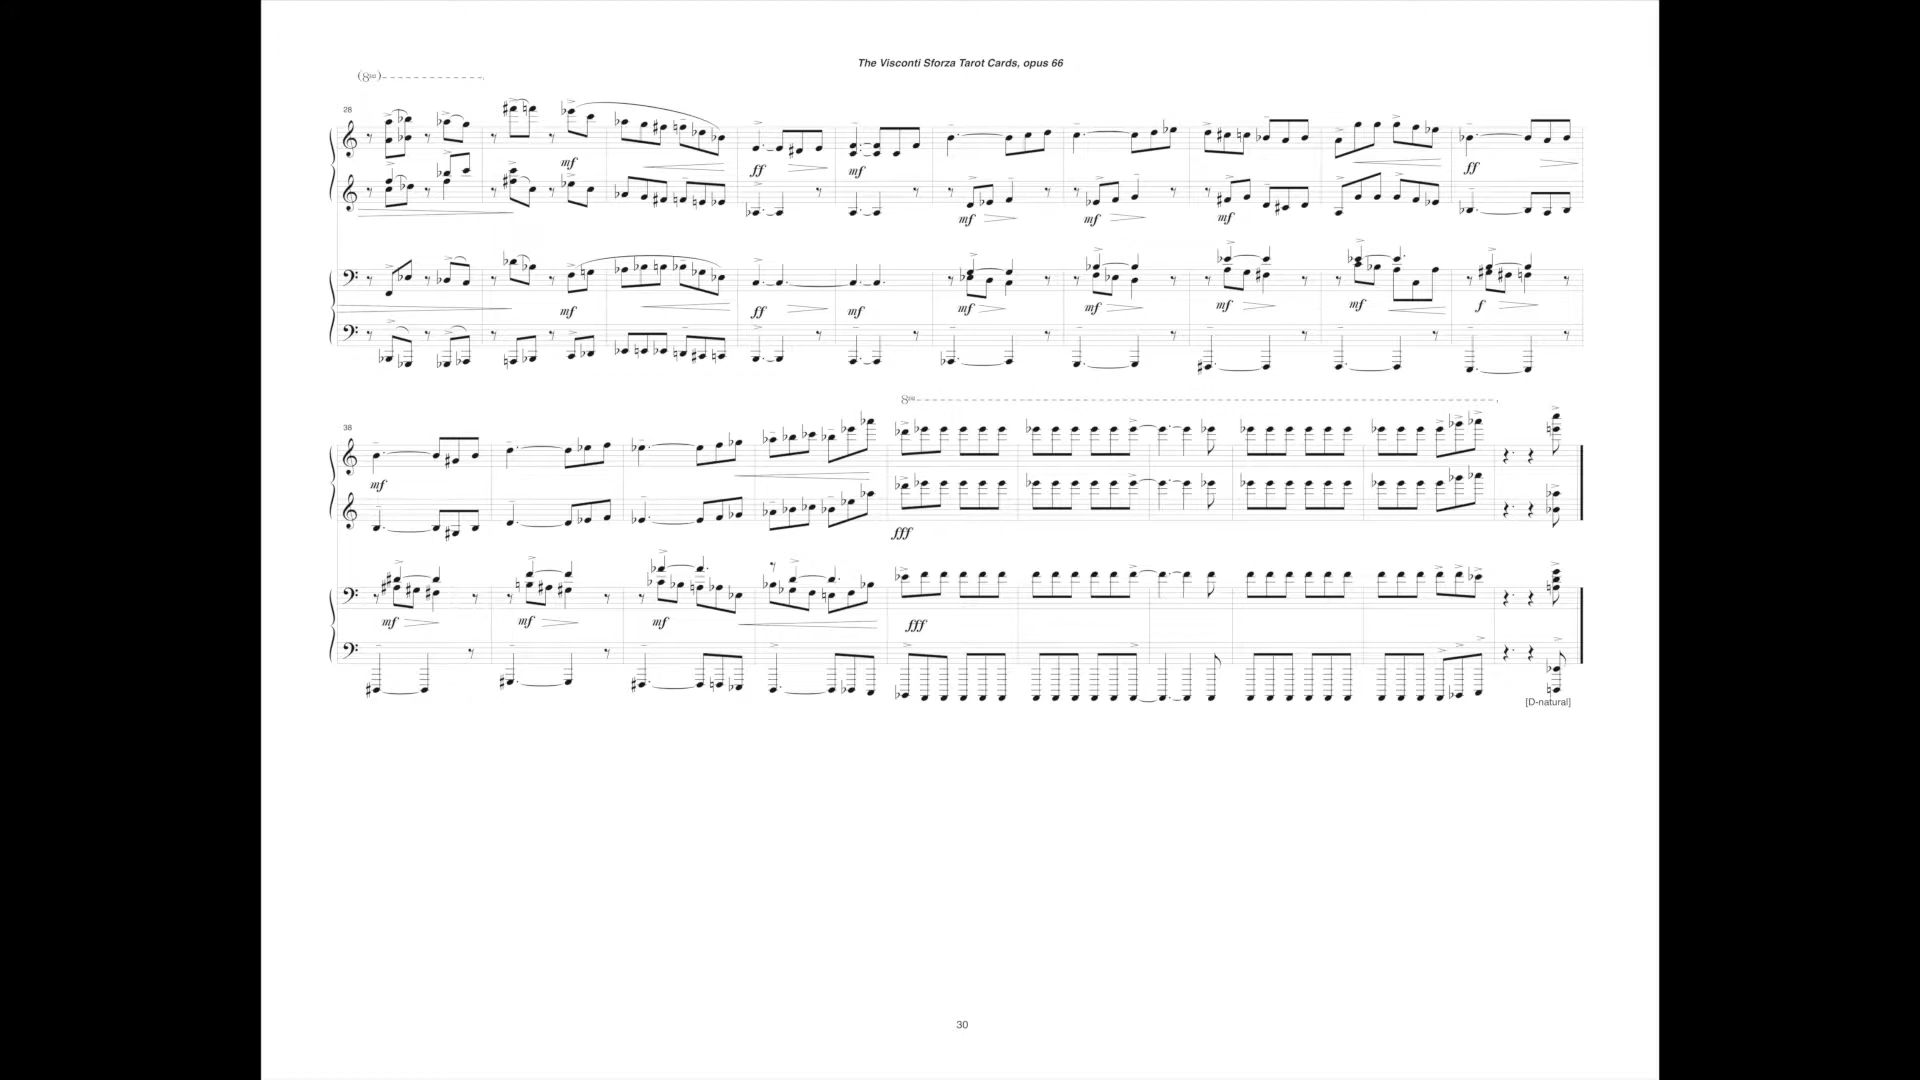 The Visconti Sforza Tarot Cards, opus 66
(8va)
28
mf
ff mf ff
mf mf mf
mf ff mf mf mf mf mf f
8va
38
mf
fff
mf mf mf fff
[D-natural]
30